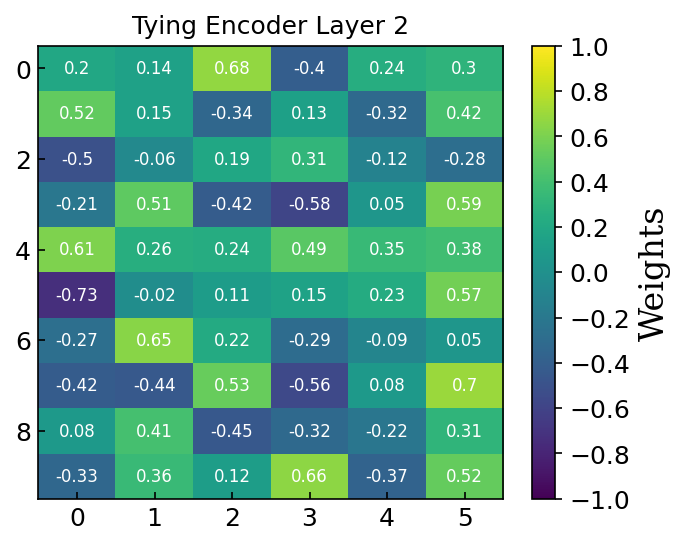 Tying Encoder Layer 2
0 0.2 0.14 0.68 -0.4 0.24 0.3
0.52 0.15 -0.34 0.13 -0.32 0.42
2 -0.5 -0.06 0.19 0.31 -0.12 -0.28
-0.21 0.51 -0.42 -0.58 0.05 0.59
4 0.61 0.26 0.24 0.49 0.35 0.38
-0.73 -0.02 0.11 0.15 0.23 0.57
6 -0.27 0.65 0.22 -0.29 -0.09 0.05
-0.42 -0.44 0.53 -0.56 0.08 0.7
8 0.08 0.41 -0.45 -0.32 -0.22 0.31
-0.33 0.36 0.12 0.66 -0.37 0.52
0 1 2 3 4 5
1.0
0.8
0.6
0.4
0.2
0.0
−0.2
−0.4
−0.6
−0.8
−1.0
Weights